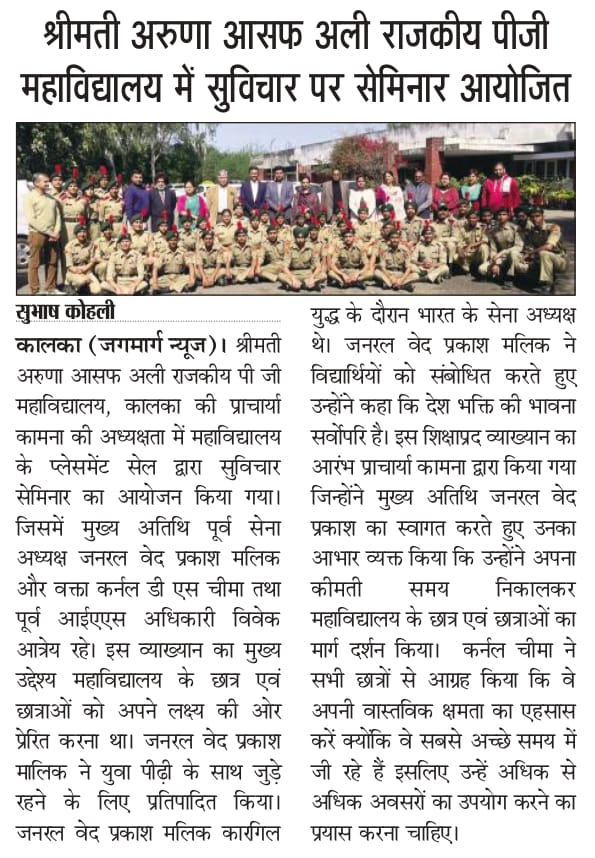 श्रीमती अरुणा आसफ अली राजकीय पीजी
महाविद्यालय में सुविचार पर सेमिनार आयोजित
सुभाष कोहली
कालका (जगमार्ग न्यूज)। श्रीमती
अरुणा आसफ अली राजकीय पी जी
महाविद्यालय, कालका की प्राचार्या
कामना की अध्यक्षता में महाविद्यालय
के प्लेसमेंट सेल द्वारा सुविचार
सेमिनार का आयोजन किया गया।
जिसमें मुख्य अतिथि पूर्व सेना
अध्यक्ष जनरल वेद प्रकाश मलिक
और वक्ता कर्नल डी एस चीमा तथा
पूर्व आईएएस अधिकारी विवेक
आत्रेय रहे। इस व्याख्यान का मुख्य
उद्देश्य महाविद्यालय के छात्र एवं
छात्राओं को अपने लक्ष्य की ओर
प्रेरित करना था। जनरल वेद प्रकाश
मालिक ने युवा पीढ़ी के साथ जुड़े
रहने के लिए प्रतिपादित किया।
जनरल वेद प्रकाश मलिक कारगिल
युद्ध के दौरान भारत के सेना अध्यक्ष
थे। जनरल वेद प्रकाश मलिक ने
विद्यार्थियों को संबोधित करते हुए
उन्होंने कहा कि देश भक्ति की भावना
सर्वोपरि है। इस शिक्षाप्रद व्याख्यान का
आरंभ प्राचार्या कामना द्वारा किया गया
जिन्होंने मुख्य अतिथि जनरल वेद
प्रकाश का स्वागत करते हुए उनका
आभार व्यक्त किया कि उन्होंने अपना
कीमती समय निकालकर
महाविद्यालय के छात्र एवं छात्राओं का
मार्ग दर्शन किया। कर्नल चीमा ने
सभी छात्रों से आग्रह किया कि वे
अपनी वास्तविक क्षमता का एहसास
करें क्योंकि वे सबसे अच्छे समय में
जी रहे हैं इसलिए उन्हें अधिक से
अधिक अवसरों का उपयोग करने का
प्रयास करना चाहिए।